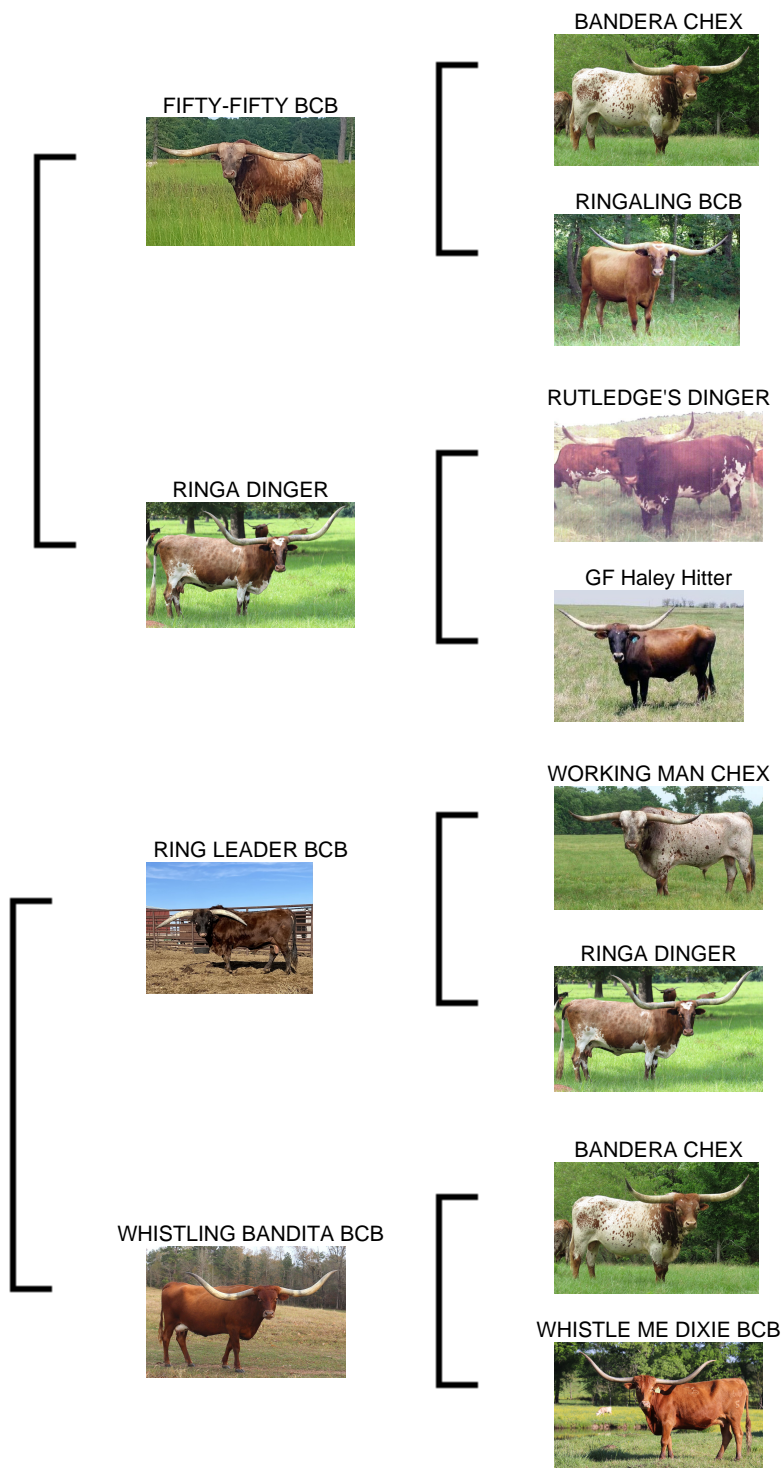 BANDERA CHEX
FIFTY-FIFTY BCB
RINGALING BCB
RUTLEDGE'S DINGER
RINGA DINGER
GF Haley Hitter
WORKING MAN CHEX
RING LEADER BCB
RINGA DINGER
BANDERA CHEX
WHISTLING BANDITA BCB
WHISTLE ME DIXIE BCB